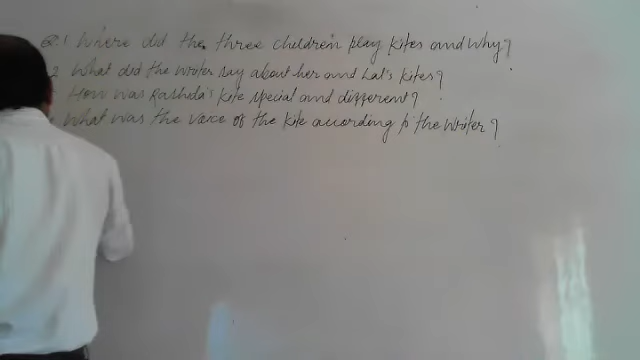 Q.1 Where did the three children play kites and why?
2 What did the writer say about her and Lal's kites?
How was Rashida's kite special and different?
What was the voice of the kite according to the writer?